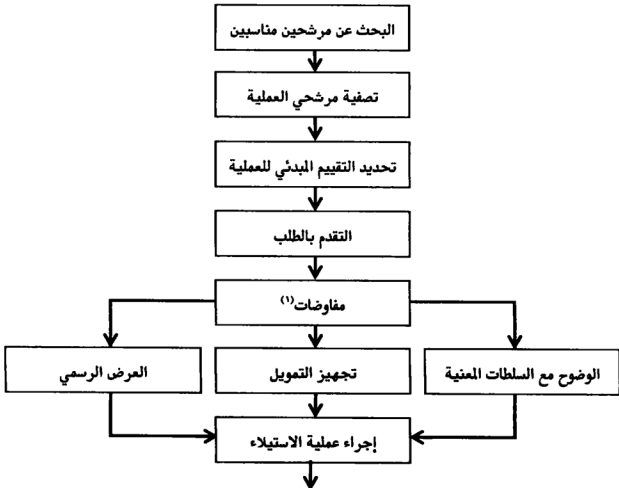 البحث عن مرشحين مناسبين
تصفية مرشحي العملية
تحديد التقييم المبدئي للعملية
التقدم بالطلب
مفاوضات(١)
الوضوح مع السلطات المعنية
تجهيز التمويل
العرض الرسمي
إجراء عملية الاستيلاء